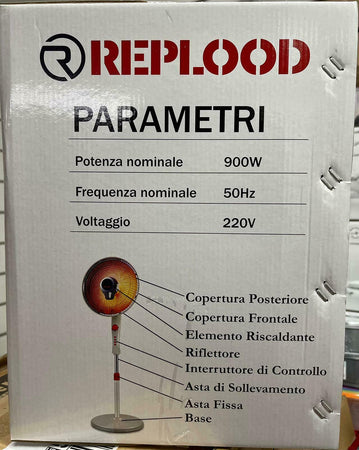 REPLOOD
PARAMETRI
Potenza nominale 900W
Frequenza nominale 50Hz
Voltaggio 220V
Copertura Posteriore
Copertura Frontale
Elemento Riscaldante
Riflettore
Interruttore di Controllo
Asta di Sollevamento
Asta Fissa
Base